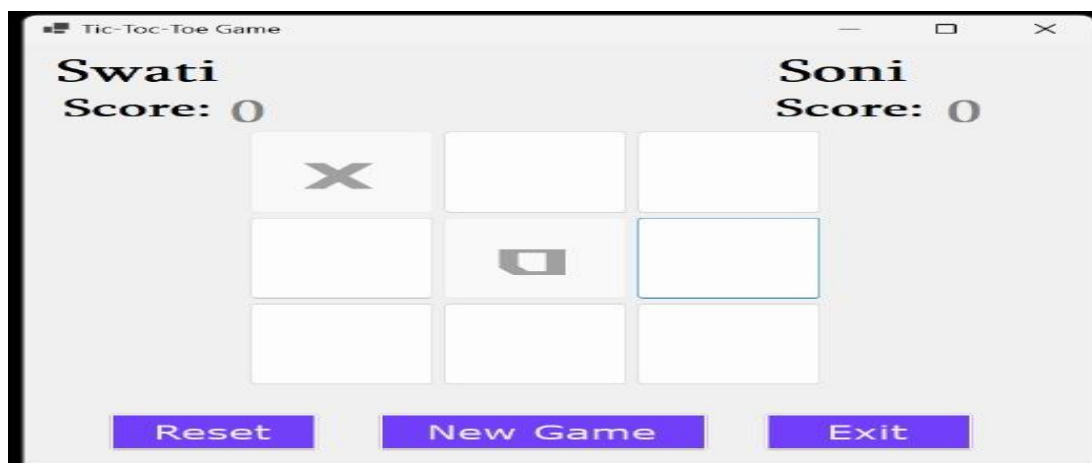 Tic-Toc-Toe Game
Swati Soni
Score: 0 Score: 0
X
O
Reset New Game Exit